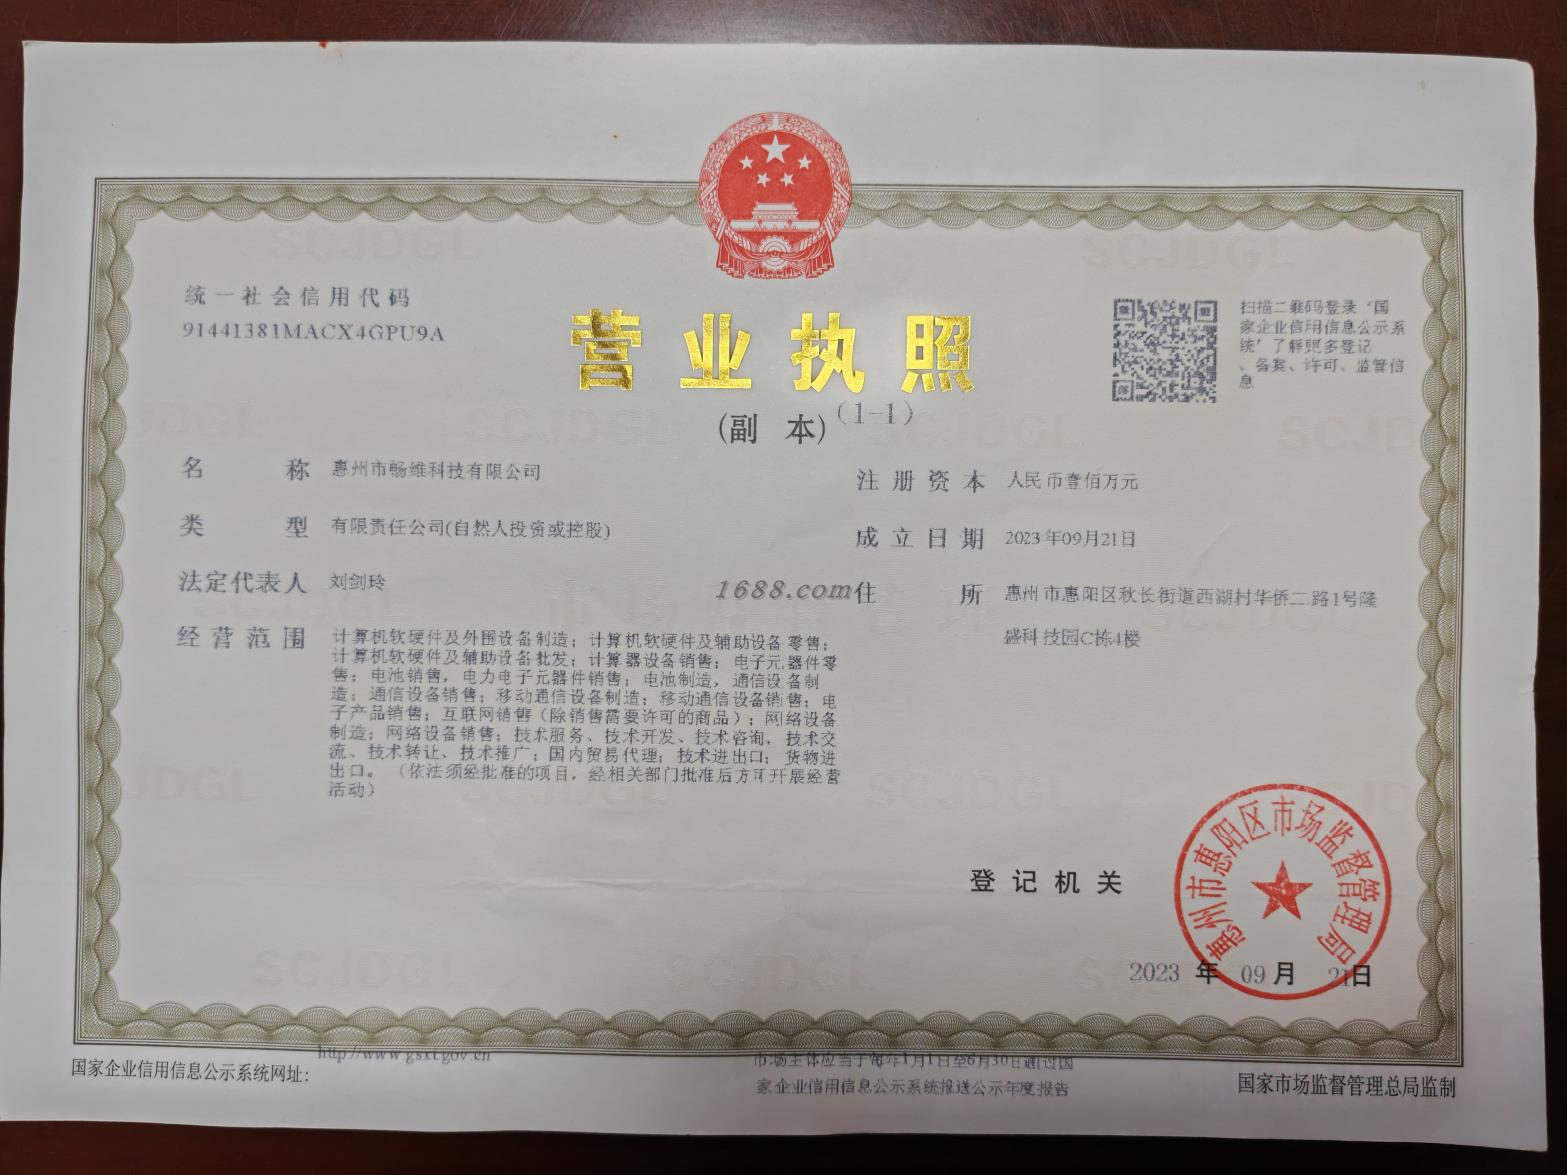 统一社会信用代码
91441381MACX4GPU9A
营业执照
(副 本)(1-1)
扫描二维码登录‘国
家企业信用信息公示系
统’了解更多登记
、备案、许可、监管信
息
名 称 惠州市畅维科技有限公司
类 型 有限责任公司(自然人投资或控股)
法定代表人 刘剑玲
经营范围 计算机软硬件及外围设备制造；计算机软硬件及辅助设备零售；
计算机软硬件及辅助设备批发；计算器设备销售；电子元器件零
售；电池销售，电力电子元器件销售；电池制造，通信设备制
造；通信设备销售；移动通信设备制造；移动通信设备销售；电
子产品销售；互联网销售（除销售需要许可的商品）；网络设备
制造；网络设备销售；技术服务、技术开发、技术咨询、技术交
流、技术转让、技术推广；国内贸易代理；技术进出口；货物进
出口。（依法须经批准的项目，经相关部门批准后方可开展经营
活动）
注册资本 人民币壹佰万元
成立日期 2023年09月21日
住 所 惠州市惠阳区秋长街道西湖村华侨二路1号隆
盛科技园C栋4楼
1688.com
登记机关
惠州市惠阳区市场监督管理局
2023 年 09 月 21日
国家企业信用信息公示系统网址：
http://www.gsxt.gov.cn
市场主体应当于每年1月1日至6月30日通过国
家企业信用信息公示系统报送公示年度报告
国家市场监督管理总局监制
SCJDGL